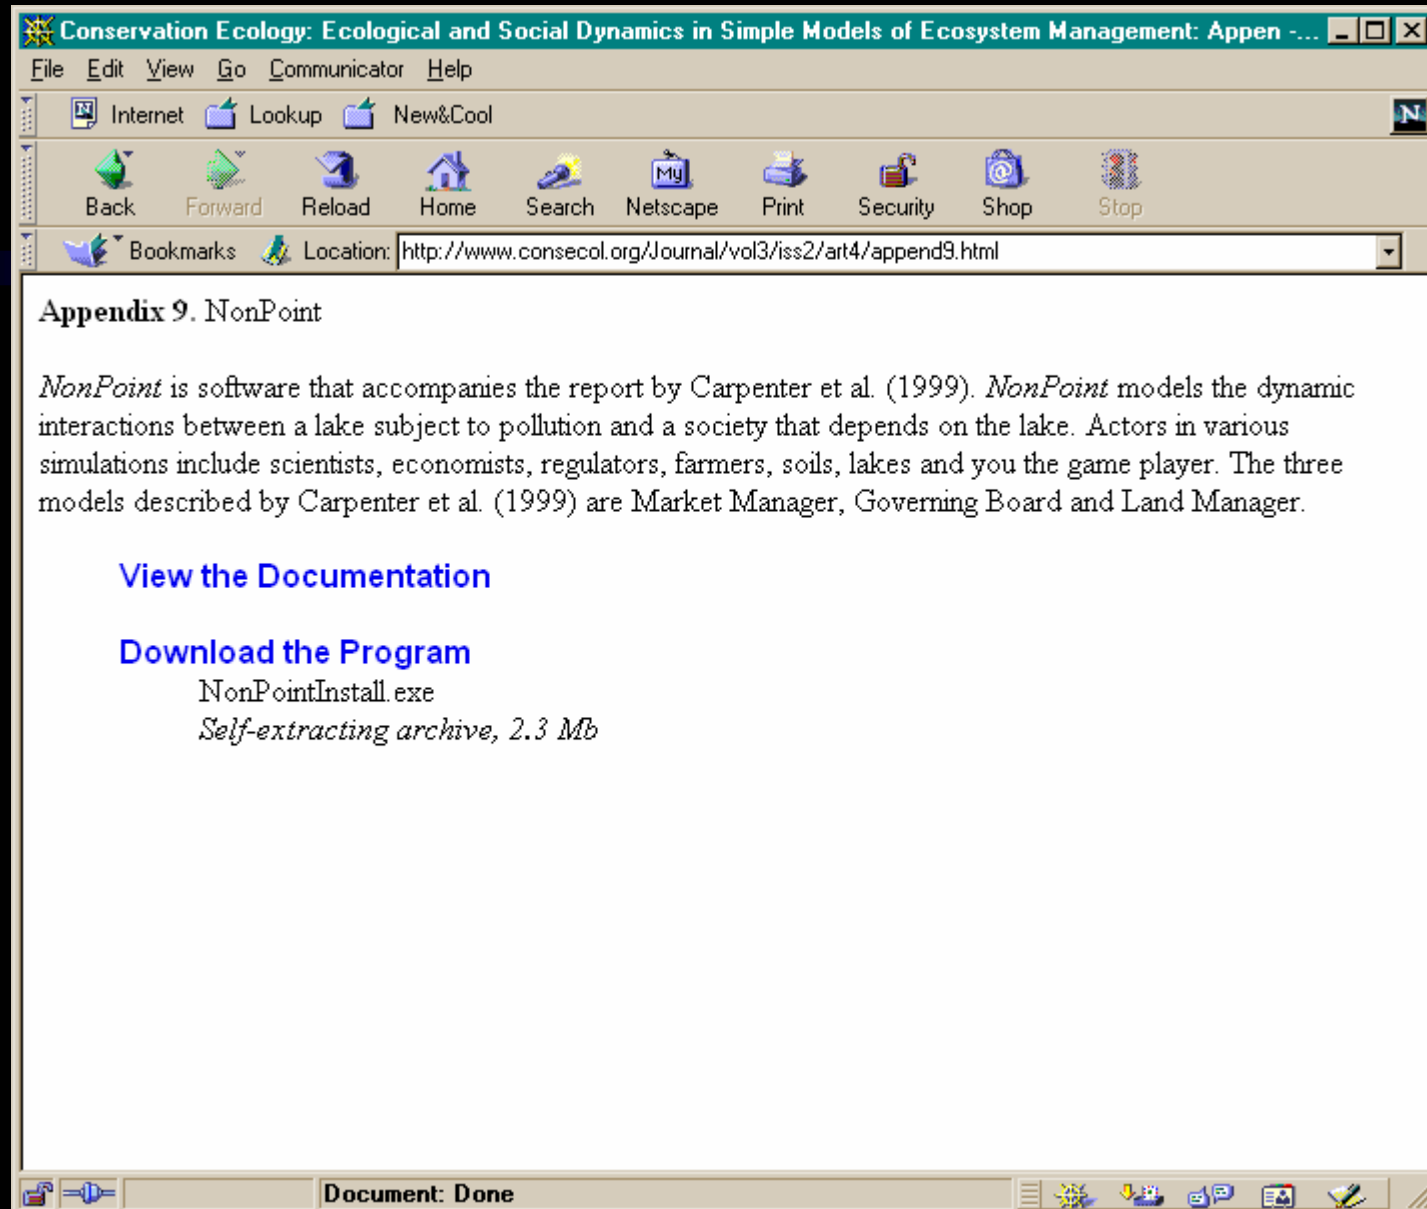 Conservation Ecology: Ecological and Social Dynamics in Simple Models of Ecosystem Management: Appen -...
File Edit View Go Communicator Help
Internet Lookup New&Cool
N
My
Back Forward Reload Home Search Netscape Print Security Shop Stop
Bookmarks Location: http://www.consecol.org/Journal/vol3/iss2/art4/append9.html
Appendix 9. NonPoint
NonPoint is software that accompanies the report by Carpenter et al. (1999). NonPoint models the dynamic
interactions between a lake subject to pollution and a society that depends on the lake. Actors in various
simulations include scientists, economists, regulators, farmers, soils, lakes and you the game player. The three
models described by Carpenter et al. (1999) are Market Manager, Governing Board and Land Manager.
View the Documentation
Download the Program
NonPointInstall.exe
Self-extracting archive, 2.3 Mb
Document: Done